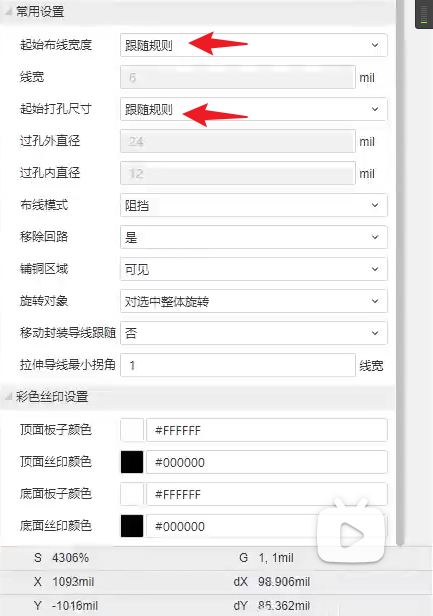 常用设置
起始布线宽度 跟随规则
线宽 6 mil
起始打孔尺寸 跟随规则
过孔外直径 24 mil
过孔内直径 12 mil
布线模式 阻挡
移除回路 是
铺铜区域 可见
旋转对象 对选中整体旋转
移动封装导线跟随 否
拉伸导线最小拐角 1 线宽
彩色丝印设置
顶面板子颜色 #FFFFFF
顶面丝印颜色 #000000
底面板子颜色 #FFFFFF
底面丝印颜色 #000000
S 4306% G 1, 1mil
X 1093mil dX 98.906mil
Y -1016mil dY 86.362mil